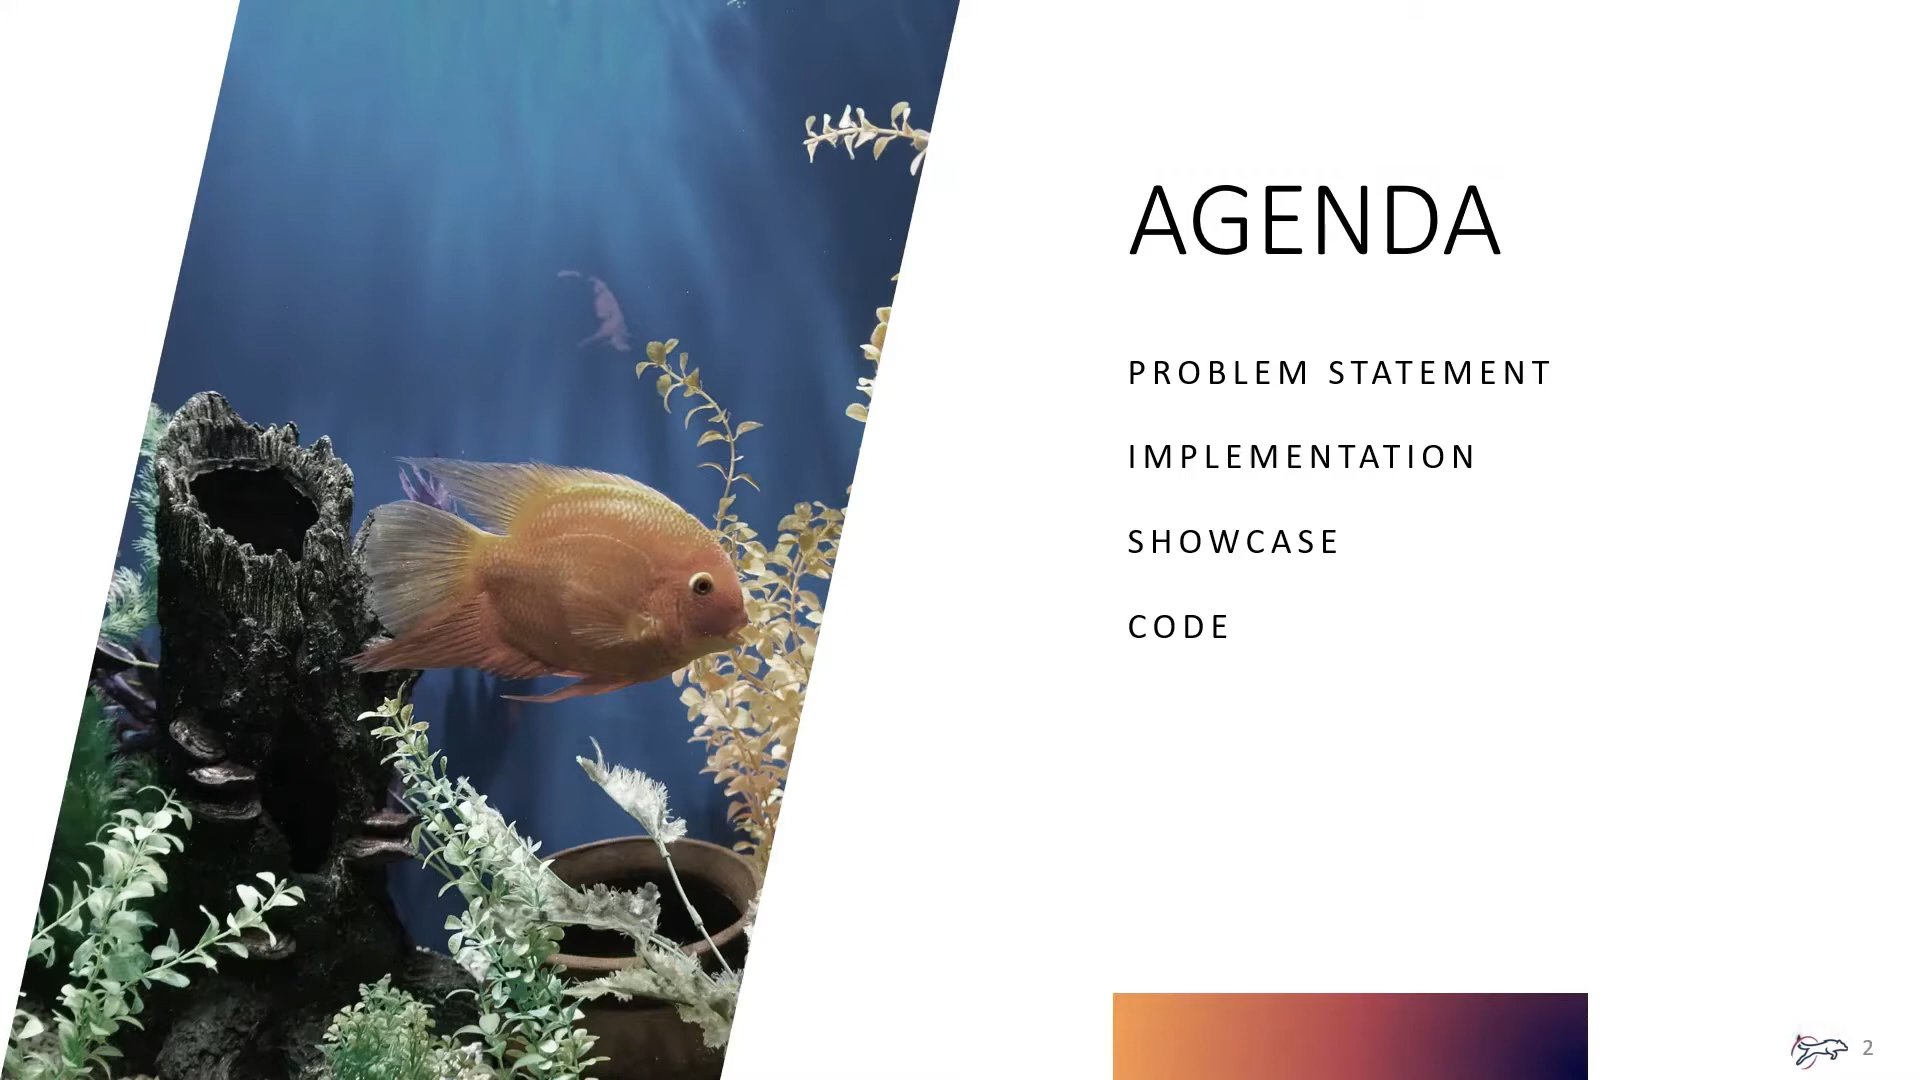 AGENDA
PROBLEM STATEMENT
IMPLEMENTATION
SHOWCASE
CODE
2